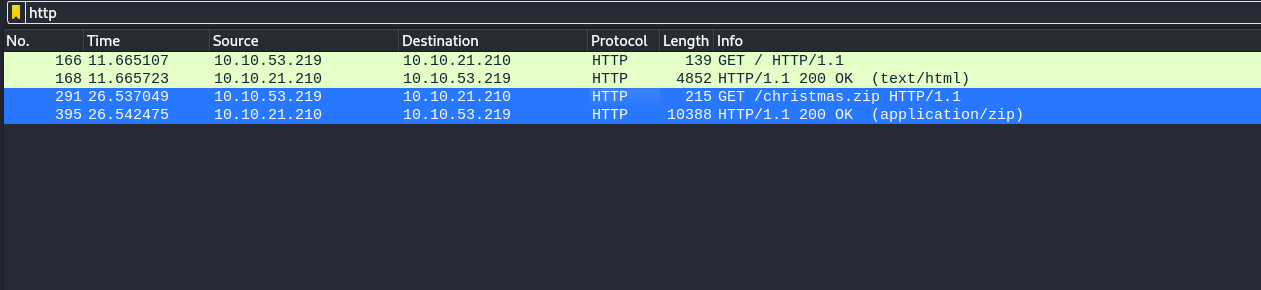 http
No. Time Source Destination Protocol Length Info
166 11.665107 10.10.53.219 10.10.21.210 HTTP 139 GET / HTTP/1.1
168 11.665723 10.10.21.210 10.10.53.219 HTTP 4852 HTTP/1.1 200 OK (text/html)
291 26.537049 10.10.53.219 10.10.21.210 HTTP 215 GET /christmas.zip HTTP/1.1
395 26.542475 10.10.21.210 10.10.53.219 HTTP 10388 HTTP/1.1 200 OK (application/zip)